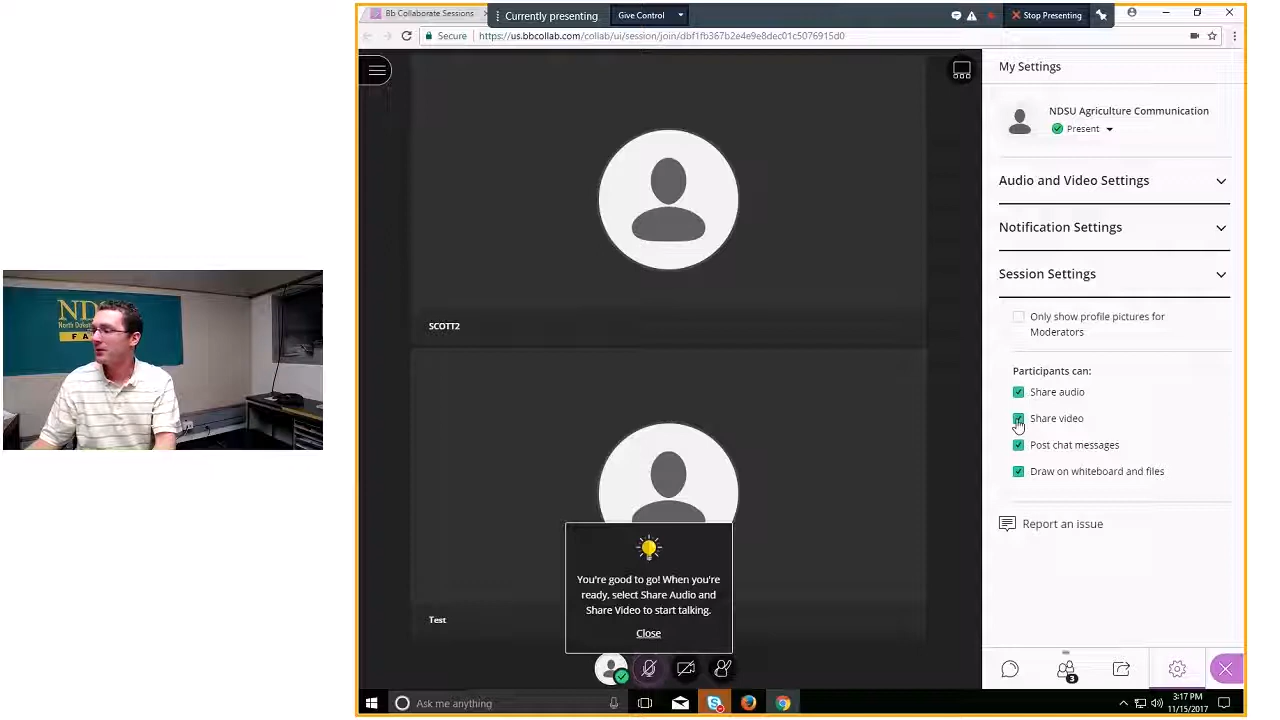 Bb Collaborate Sessions
Currently presenting
Give Control
Stop Presenting
Secure
https://us.bbcollab.com/collab/ui/session/join/dbf1fb367b2e4e9e8dec01c5076915d0
My Settings
NDSU Agriculture Communication
Present
Audio and Video Settings
Notification Settings
Session Settings
Only show profile pictures for
Moderators
Participants can:
Share audio
Share video
Post chat messages
Draw on whiteboard and files
Report an issue
SCOTT2
Test
You're good to go! When you're
ready, select Share Audio and
Share Video to start talking.
Close
3
Ask me anything
3:17 PM
11/15/2017
North Dakota